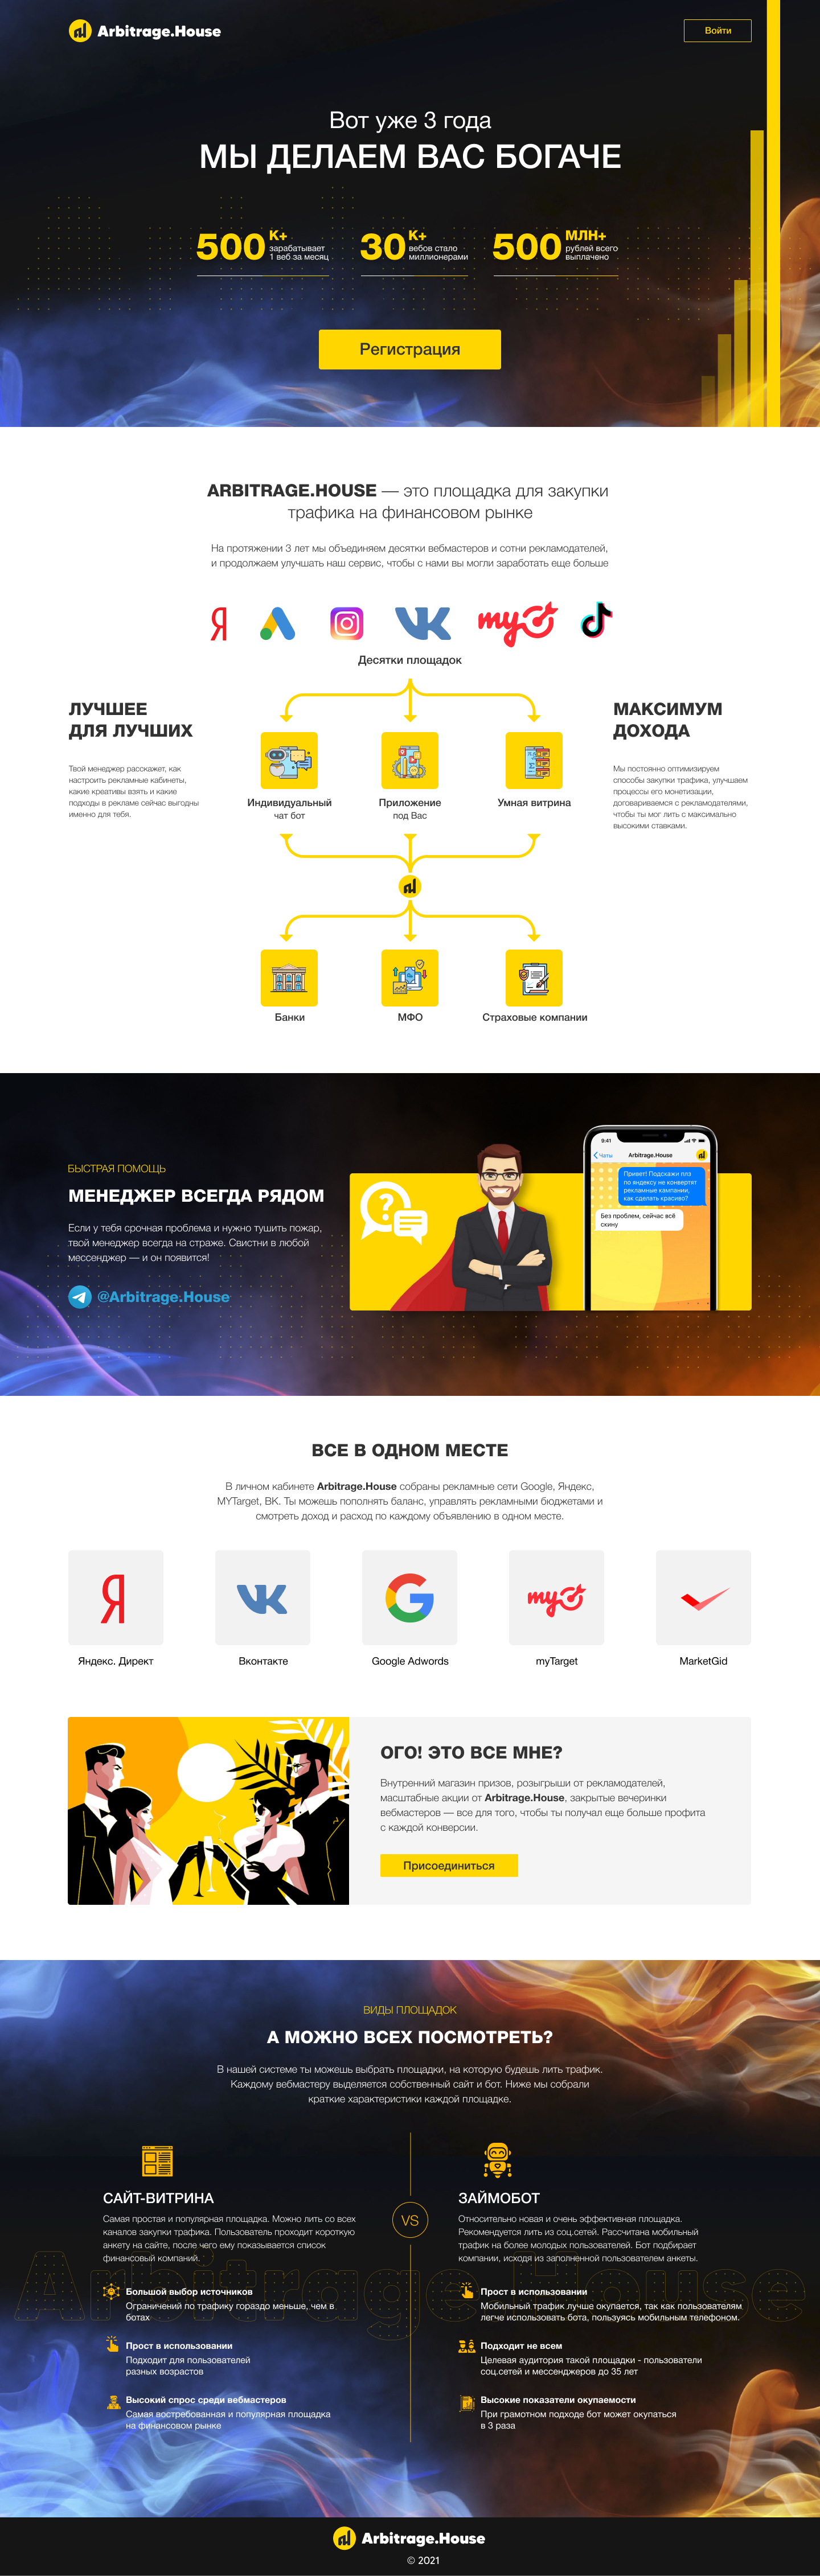 Arbitrage.House
Войти
Вот уже 3 года
МЫ ДЕЛАЕМ ВАС БОГАЧЕ
500 К+ зарабатывает
1 веб за месяц
30 К+ вебов стало
миллионерами
500 МЛН+ рублей всего
выплачено
Регистрация
ARBITRAGE.HOUSE — это площадка для закупки
трафика на финансовом рынке
На протяжении 3 лет мы объединяем десятки вебмастеров и сотни рекламодателей,
и продолжаем улучшать наш сервис, чтобы с нами вы могли заработать еще больше
Я
my
Десятки площадок
ЛУЧШЕЕ
ДЛЯ ЛУЧШИХ
Твой менеджер расскажет, как
настроить рекламные кабинеты,
какие креативы взять и какие
подходы в рекламе сейчас выгодны
именно для тебя.
Индивидуальный
чат бот
Приложение
под Вас
Умная витрина
МАКСИМУМ
ДОХОДА
Мы постоянно оптимизируем
способы закупки трафика, улучшаем
процессы его монетизации,
договариваемся с рекламодателями,
чтобы ты мог лить с максимально
высокими ставками.
Банки
МФО
Страховые компании
БЫСТРАЯ ПОМОЩЬ
МЕНЕДЖЕР ВСЕГДА РЯДОМ
Если у тебя срочная проблема и нужно тушить пожар,
твой менеджер всегда на страже. Свистни в любой
мессенджер — и он появится!
@Arbitrage.House
9:41
Чаты
Arbitrage.House
Привет! Подскажи плз
по яндексу не конвертят
рекламные кампании,
как сделать красиво?
Без проблем, сейчас всё
скину
ВСЕ В ОДНОМ МЕСТЕ
В личном кабинете Arbitrage.House собраны рекламные сети Google, Яндекс,
MYTarget, ВК. Ты можешь пополнять баланс, управлять рекламными бюджетами и
смотреть доход и расход по каждому объявлению в одном месте.
Я
G
my
Яндекс. Директ
Вконтакте
Google Adwords
myTarget
MarketGid
ОГО! ЭТО ВСЕ МНЕ?
Внутренний магазин призов, розыгрыши от рекламодателей,
масштабные акции от Arbitrage.House, закрытые вечеринки
вебмастеров — все для того, чтобы ты получал еще больше профита
с каждой конверсии.
Присоединиться
ВИДЫ ПЛОЩАДОК
А МОЖНО ВСЕХ ПОСМОТРЕТЬ?
В нашей системе ты можешь выбрать площадки, на которую будешь лить трафик.
Каждому вебмастеру выделяется собственный сайт и бот. Ниже мы собрали
краткие характеристики каждой площадке.
САЙТ-ВИТРИНА
Самая простая и популярная площадка. Можно лить со всех
каналов закупки трафика. Пользователь проходит короткую
анкету на сайте, после чего ему показывается список
финансовый компаний.
Большой выбор источников
Ограничений по трафику гораздо меньше, чем в
ботах
Прост в использовании
Подходит для пользователей
разных возрастов
Высокий спрос среди вебмастеров
Самая востребованная и популярная площадка
на финансовом рынке
VS
ЗАЙМОБОТ
Относительно новая и очень эффективная площадка.
Рекомендуется лить из соц.сетей. Рассчитана мобильный
трафик на более молодых пользователей. Бот подбирает
компании, исходя из заполненной пользователем анкеты.
Прост в использовании
Мобильный трафик лучше окупается, так как пользователям
легче использовать бота, пользуясь мобильным телефоном.
Подходит не всем
Целевая аудитория такой площадки - пользователи
соц.сетей и мессенджеров до 35 лет
Высокие показатели окупаемости
При грамотном подходе бот может окупаться
в 3 раза
Arbitrage House
Arbitrage.House
© 2021